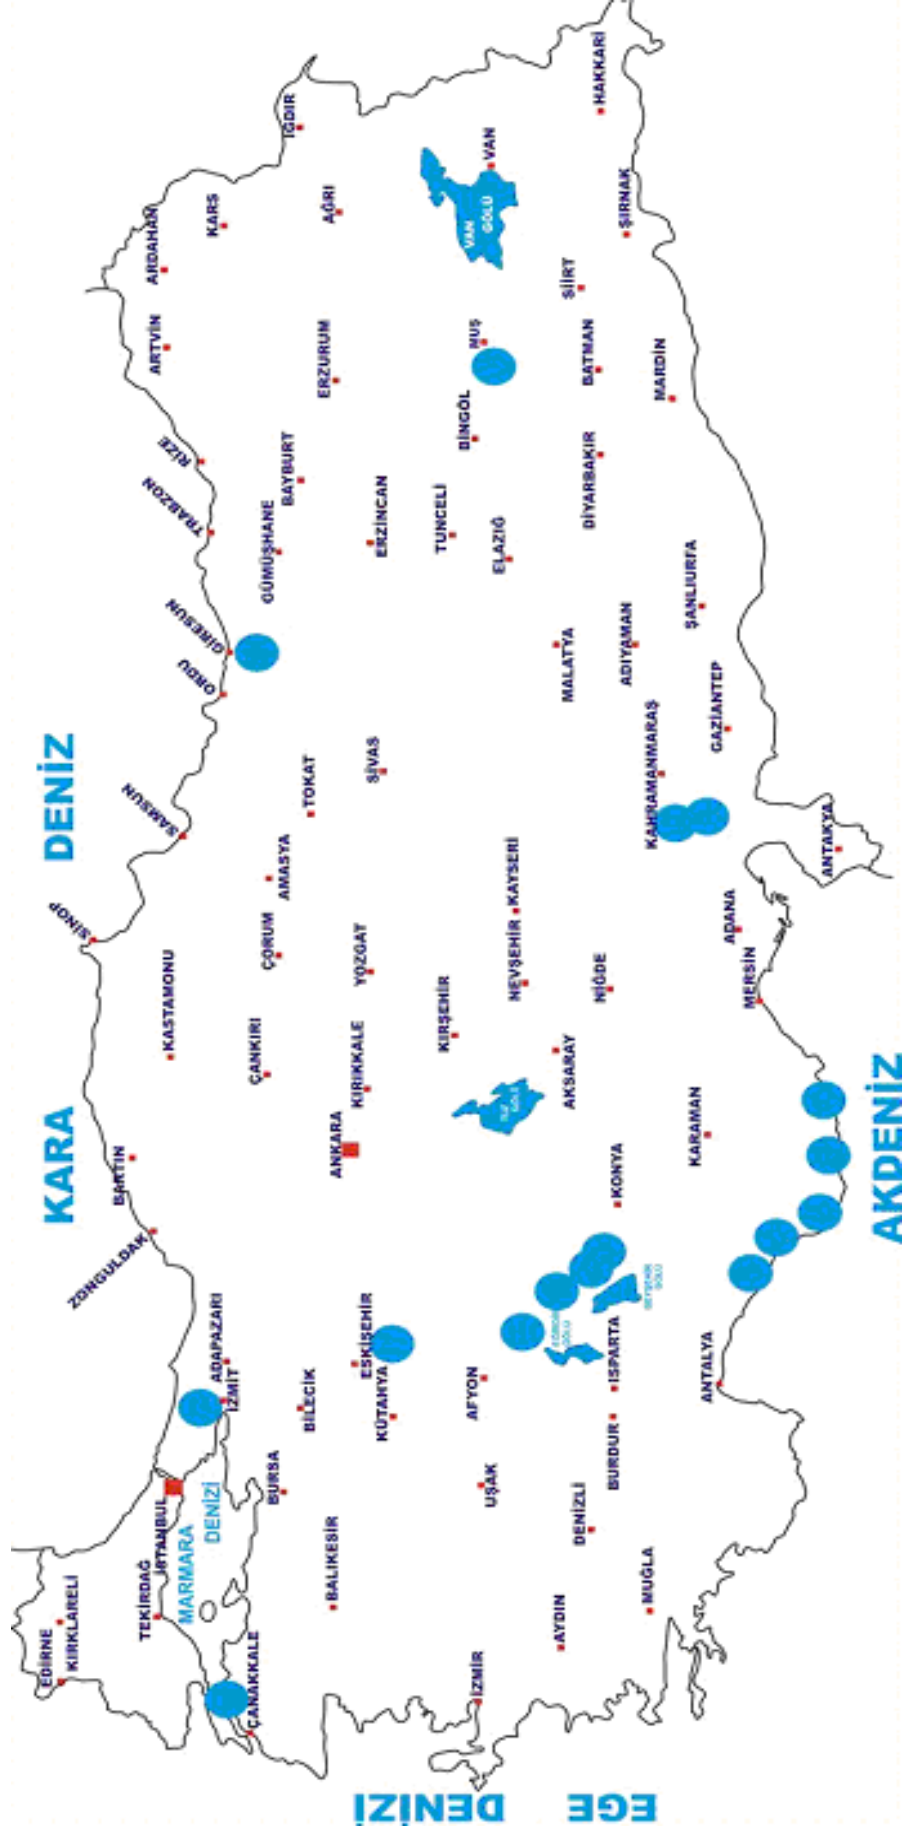 KARA DENİZ
MARMARA
DENİZİ
EGE DENİZİ
AKDENİZ
EDİRNE
KIRKLARELİ
TEKİRDAĞ
İSTANBUL
ÇANAKKALE
İZMİT
ADAPAZARI
ZONGULDAK
BARTIN
KASTAMONU
SİNOP
SAMSUN
ORDU
GİRESUN
TRABZON
RİZE
ARTVİN
ARDAHAN
KARS
IĞDIR
BURSA
BİLECİK
ÇANKIRI
ÇORUM
AMASYA
TOKAT
GÜMÜŞHANE
BAYBURT
ERZURUM
AĞRI
BALIKESİR
KÜTAHYA
ESKİŞEHİR
ANKARA
KIRIKKALE
YOZGAT
SİVAS
ERZİNCAN
TUNCELİ
BİNGÖL
MUŞ
VAN
GÖLÜ
VAN
İZMİR
UŞAK
AFYON
TUZ
GÖLÜ
KIRŞEHİR
NEVŞEHİR
KAYSERİ
ELAZIĞ
MALATYA
AYDIN
DENİZLİ
BURDUR
ISPARTA
GÖLÜ
BEYŞEHİR
GÖLÜ
KONYA
AKSARAY
NİĞDE
ADIYAMAN
DİYARBAKIR
BATMAN
SİİRT
ŞIRNAK
HAKKARİ
MUĞLA
ANTALYA
KARAMAN
MERSİN
ADANA
KAHRAMANMARAŞ
GAZİANTEP
ŞANLIURFA
MARDİN
ANTAKYA